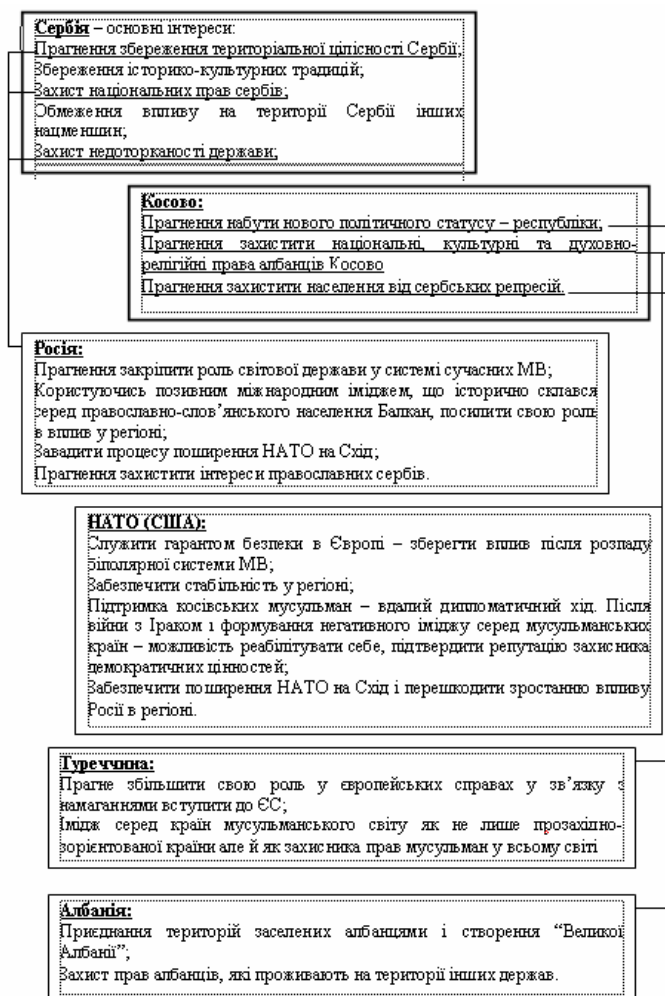 Сербія – основні інтереси:
Прагнення збереження територіальної цілісності Сербії;
Збереження історико-культурних традицій;
Захист національних прав сербів;
Обмеження впливу на території Сербії інших
нацменшин;
Захист недоторканості держави;
Косово:
Прагнення набути нового політичного статусу – республіки;
Прагнення захистити національні, культурні та духовно-
релігійні права албанців Косово
Прагнення захистити населення від сербських репресій.
Росія:
Прагнення закріпити роль світової держави у системі сучасних МВ;
Користуючись позивним міжнародним іміджем, що історично склався
серед православно-слов’янського населення Балкан, посилити свою роль
в вплив у регіоні;
Завадити процесу поширення НАТО на Схід;
Прагнення захистити інтереси православних сербів.
НАТО (США):
Служити гарантом безпеки в Європі – зберегти вплив після розпаду
біполярної системи МВ;
Забезпечити стабільність у регіоні;
Підтримка косівських мусульман – вдалий дипломатичний хід. Після
війни з Іраком і формування негативного іміджу серед мусульманських
країн – можливість реабілітувати себе, підтвердити репутацію захисника
демократичних цінностей;
Забезпечити поширення НАТО на Схід і перешкодити зростанню впливу
Росії в регіоні.
Туреччина:
Прагне збільшити свою роль у європейських справах у зв’язку з
намаганнями вступити до ЄС;
Імідж серед країн мусульманського світу як не лише прозахідно-
зорієнтованої країни але й як захисника прав мусульман у всьому світі
Албанія:
Приєднання територій заселених албанцями і створення “Великої
Албанії”;
Захист прав албанців, які проживають на території інших держав.